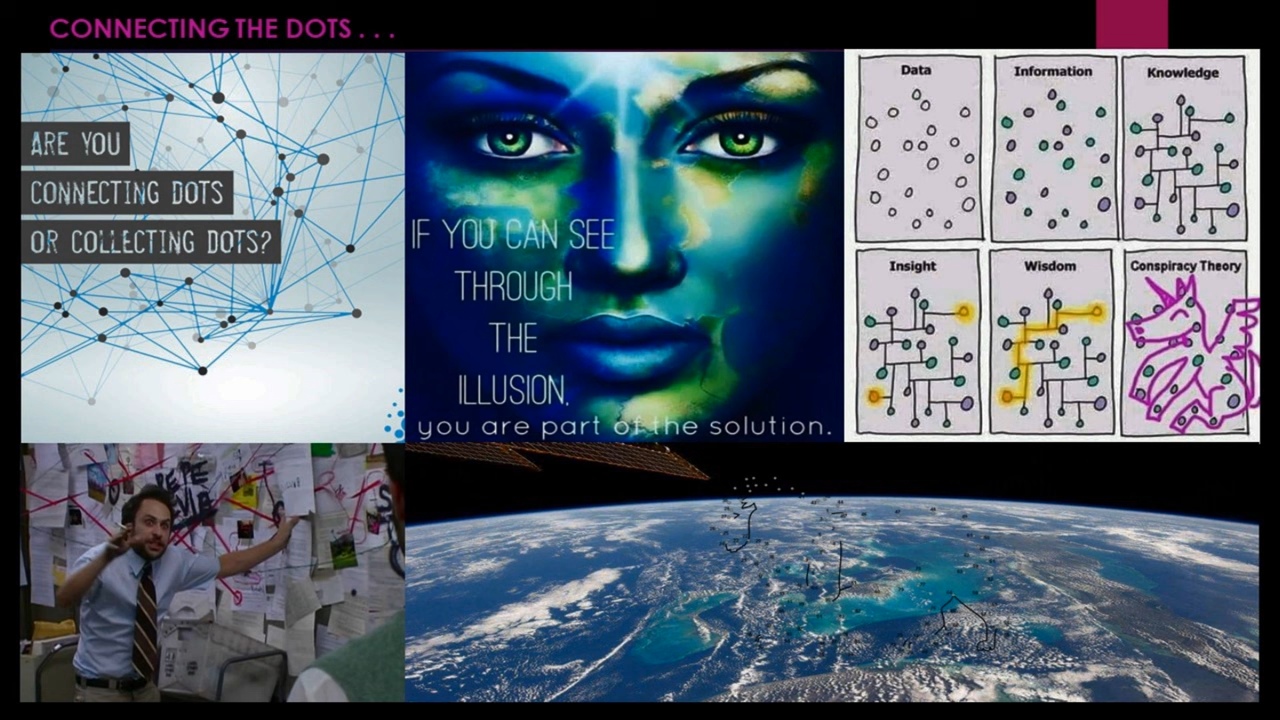 CONNECTING THE DOTS . . .
ARE YOU
CONNECTING DOTS
OR COLLECTING DOTS?
IF YOU CAN SEE
THROUGH
THE
ILLUSION,
you are part of the solution.
Data
Information
Knowledge
Insight
Wisdom
Conspiracy Theory
PEPE